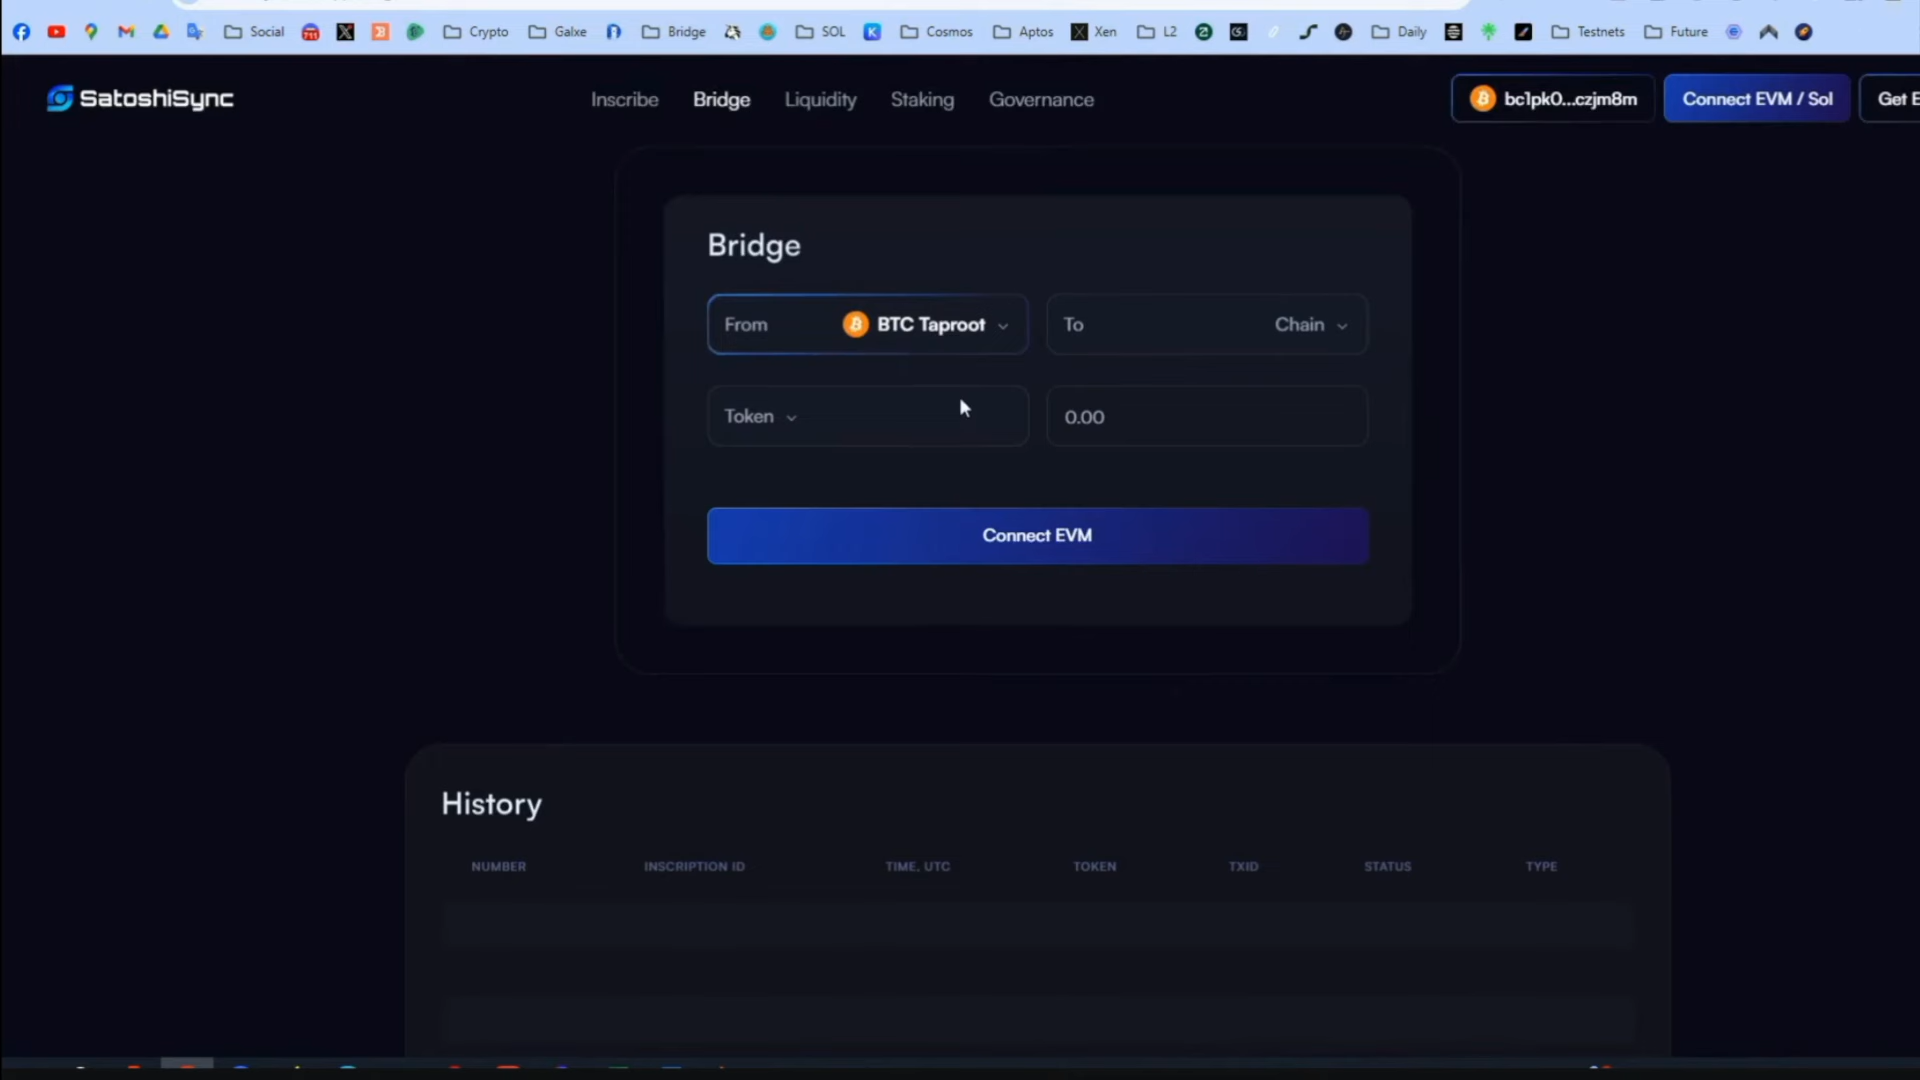 Social
Crypto
Galxe
Bridge
SOL
Cosmos
Aptos
Xen
L2
Daily
Testnets
Future
SatoshiSync
Inscribe
Bridge
Liquidity
Staking
Governance
bc1pk0...czjm8m
Connect EVM / Sol
Get E
Bridge
From BTC Taproot
To Chain
Token
0.00
Connect EVM
History
NUMBER INSCRIPTION ID TIME, UTC TOKEN TXID STATUS TYPE